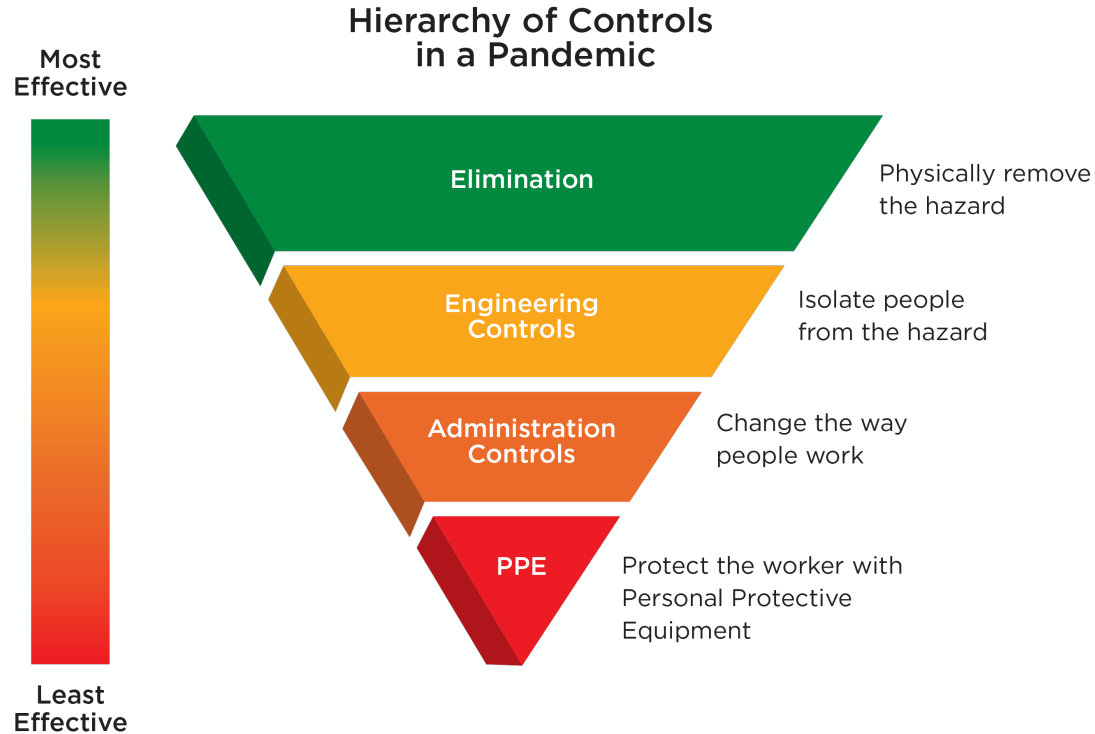 Hierarchy of Controls
in a Pandemic
Most
Effective
Elimination
Physically remove
the hazard
Engineering
Controls
Isolate people
from the hazard
Administration
Controls
Change the way
people work
PPE
Protect the worker with
Personal Protective
Equipment
Least
Effective